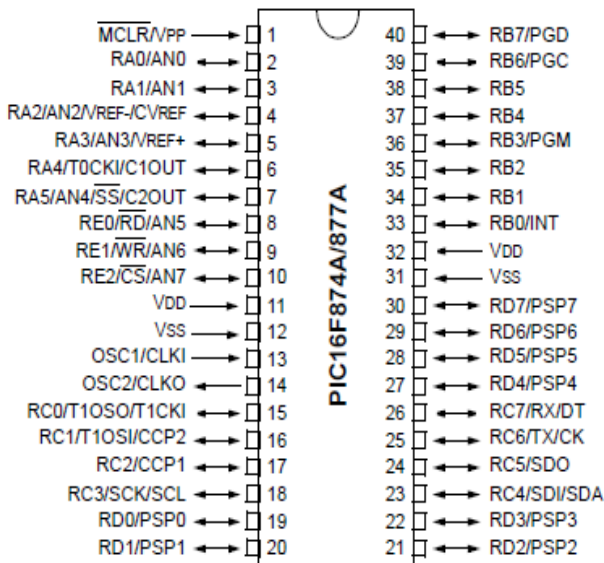 MCLR/VPP 1 40 RB7/PGD
RA0/AN0 2 39 RB6/PGC
RA1/AN1 3 38 RB5
RA2/AN2/VREF-/CVREF 4 37 RB4
RA3/AN3/VREF+ 5 36 RB3/PGM
RA4/T0CKI/C1OUT 6 35 RB2
RA5/AN4/SS/C2OUT 7 34 RB1
RE0/RD/AN5 8 33 RB0/INT
RE1/WR/AN6 9 32 VDD
RE2/CS/AN7 10 31 VSS
VDD 11 30 RD7/PSP7
VSS 12 29 RD6/PSP6
OSC1/CLKI 13 28 RD5/PSP5
OSC2/CLKO 14 27 RD4/PSP4
RC0/T1OSO/T1CKI 15 26 RC7/RX/DT
RC1/T1OSI/CCP2 16 25 RC6/TX/CK
RC2/CCP1 17 24 RC5/SDO
RC3/SCK/SCL 18 23 RC4/SDI/SDA
RD0/PSP0 19 22 RD3/PSP3
RD1/PSP1 20 21 RD2/PSP2
PIC16F874A/877A